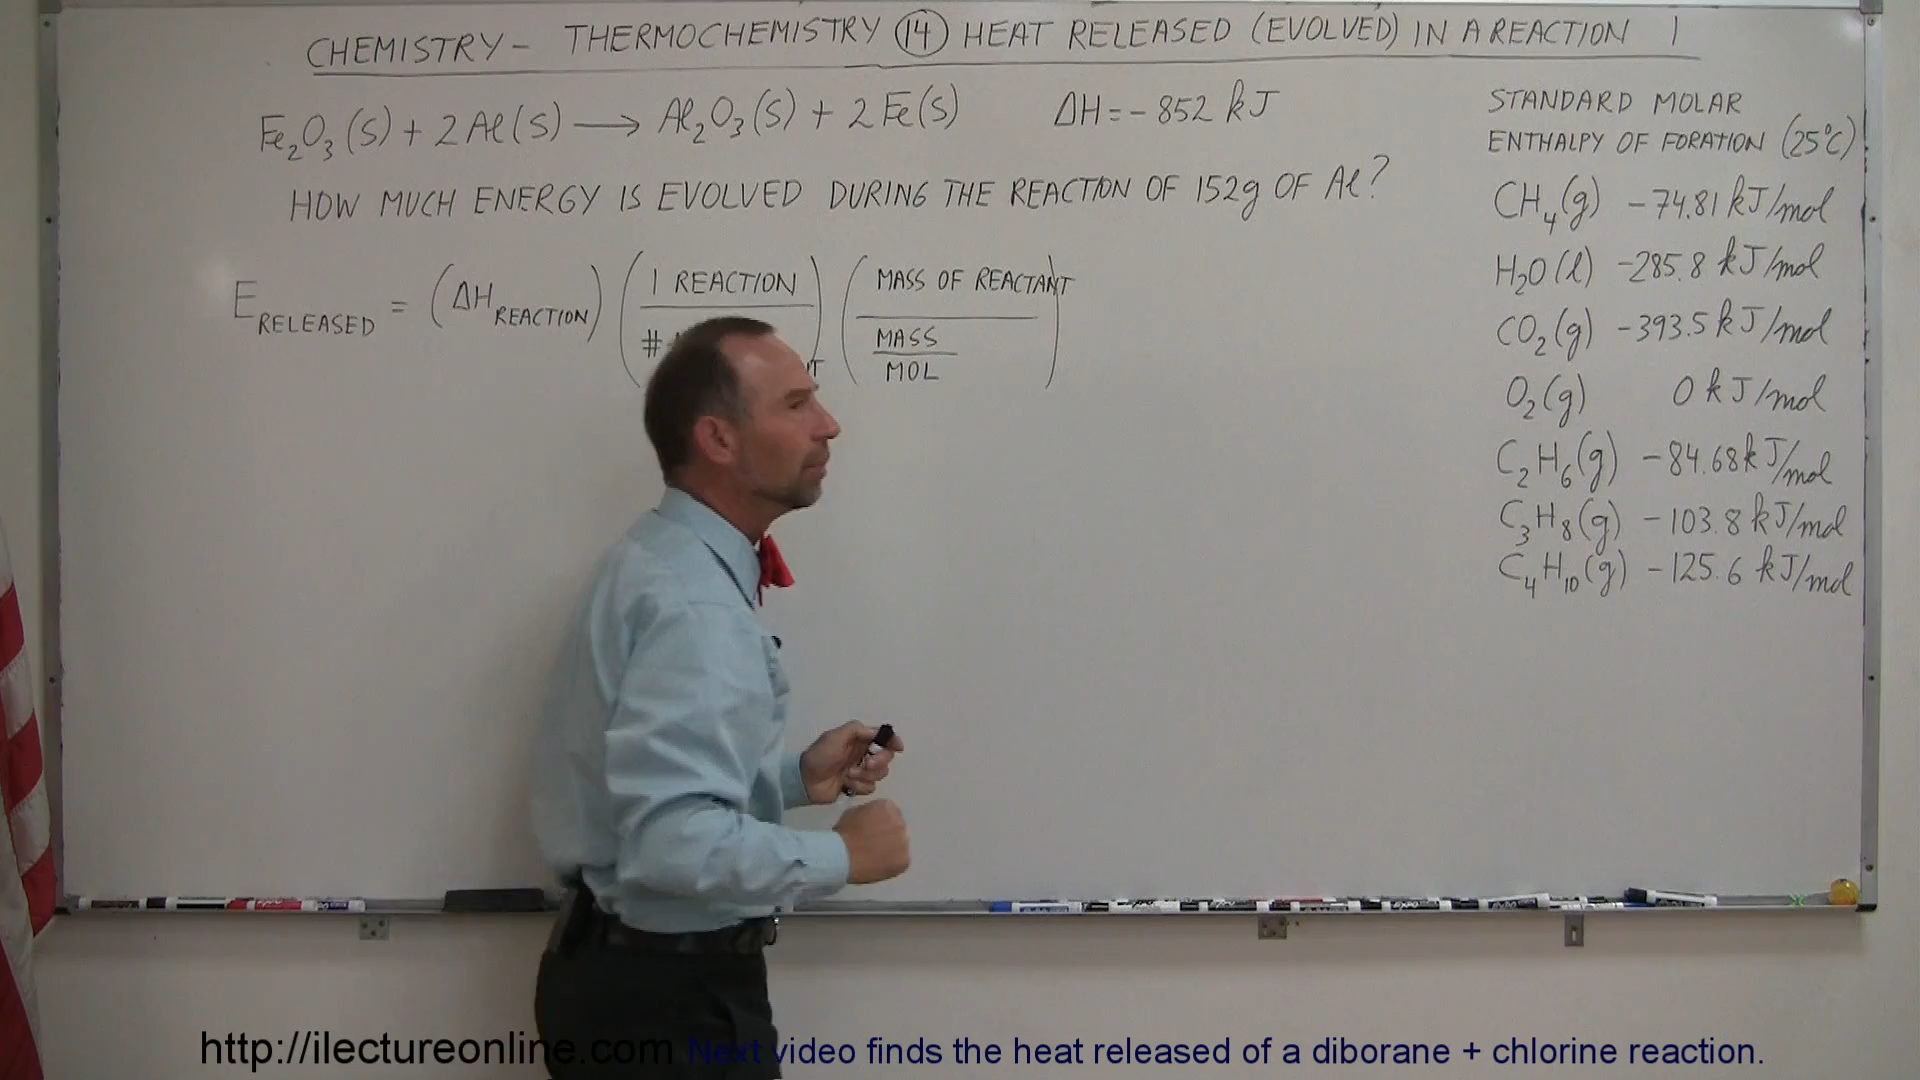 CHEMISTRY - THERMOCHEMISTRY 14 HEAT RELEASED (EVOLVED) IN A REACTION 1
Fe₂O₃(S) + 2Al(S) → Al₂O₃(S) + 2Fe(S) ΔH = -852 kJ
HOW MUCH ENERGY IS EVOLVED DURING THE REACTION OF 152g OF Al?
E RELEASED = (ΔH REACTION) (1 REACTION / #) (MASS OF REACTANT / MASS / MOL)
STANDARD MOLAR
ENTHALPY OF FORATION (25°C)
CH₄(g) -74.81 kJ/mol
H₂O(l) -285.8 kJ/mol
CO₂(g) -393.5 kJ/mol
O₂(g) 0 kJ/mol
C₂H₆(g) -84.68 kJ/mol
C₃H₈(g) -103.8 kJ/mol
C₄H₁₀(g) -125.6 kJ/mol
http://ilectureonline.com Next video finds the heat released of a diborane + chlorine reaction.